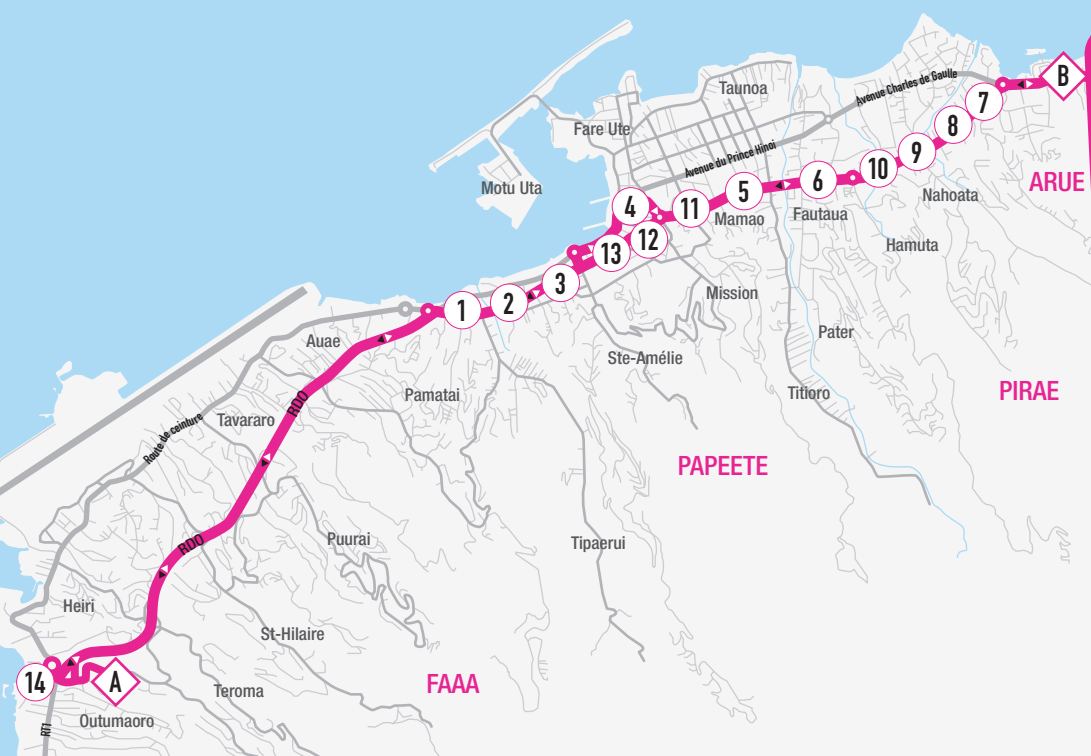 Taunoa
Avenue Charles de Gaulle
B
7
Fare Ute
8
Avenue du Prince Hinoi
9
10
Motu Uta
6
5
ARUE
Nahoata
4
11
Mamao
Fautaua
12
Hamuta
13
3
Mission
2
1
Pater
Auae
Ste-Amélie
PIRAE
Pamatai
Titioro
RDO
Tavararo
Route de ceinture
PAPEETE
Puurai
Tipaerui
RDO
Heiri
St-Hilaire
14
A
FAAA
Teroma
Outumaoro
RT1